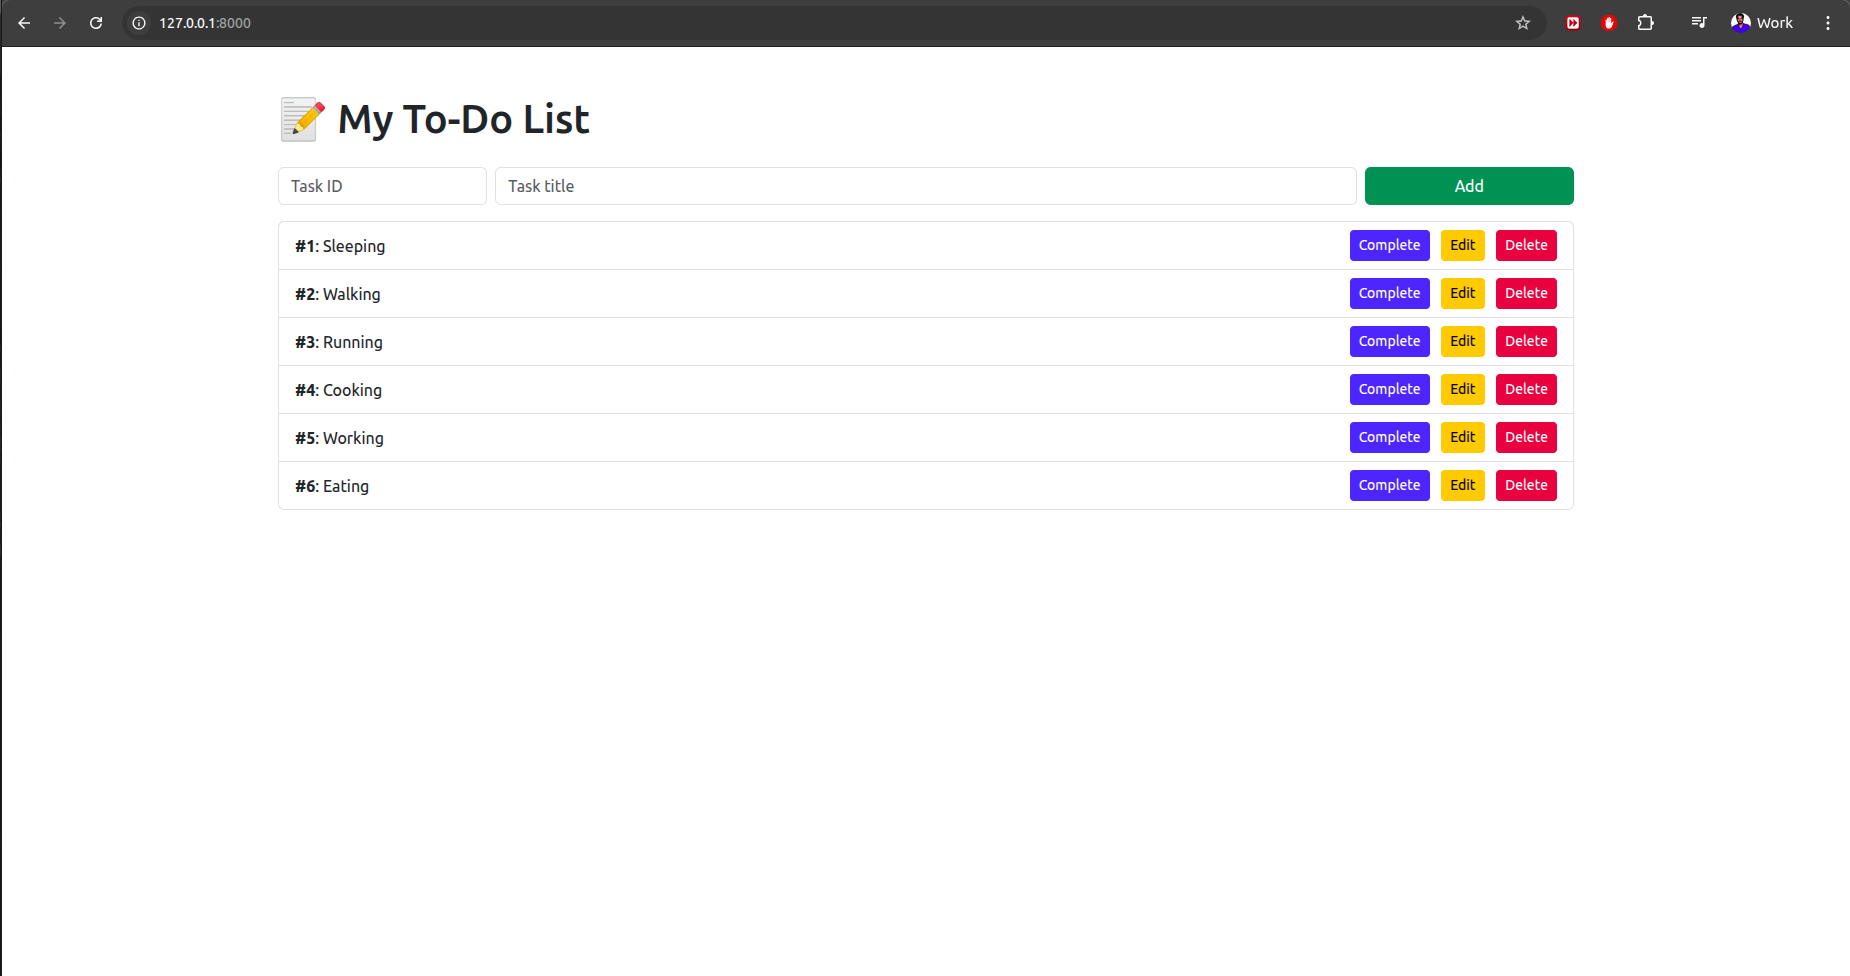 127.0.0.1:8000 Work
My To-Do List
Task ID Task title Add
#1: Sleeping Complete Edit Delete
#2: Walking Complete Edit Delete
#3: Running Complete Edit Delete
#4: Cooking Complete Edit Delete
#5: Working Complete Edit Delete
#6: Eating Complete Edit Delete